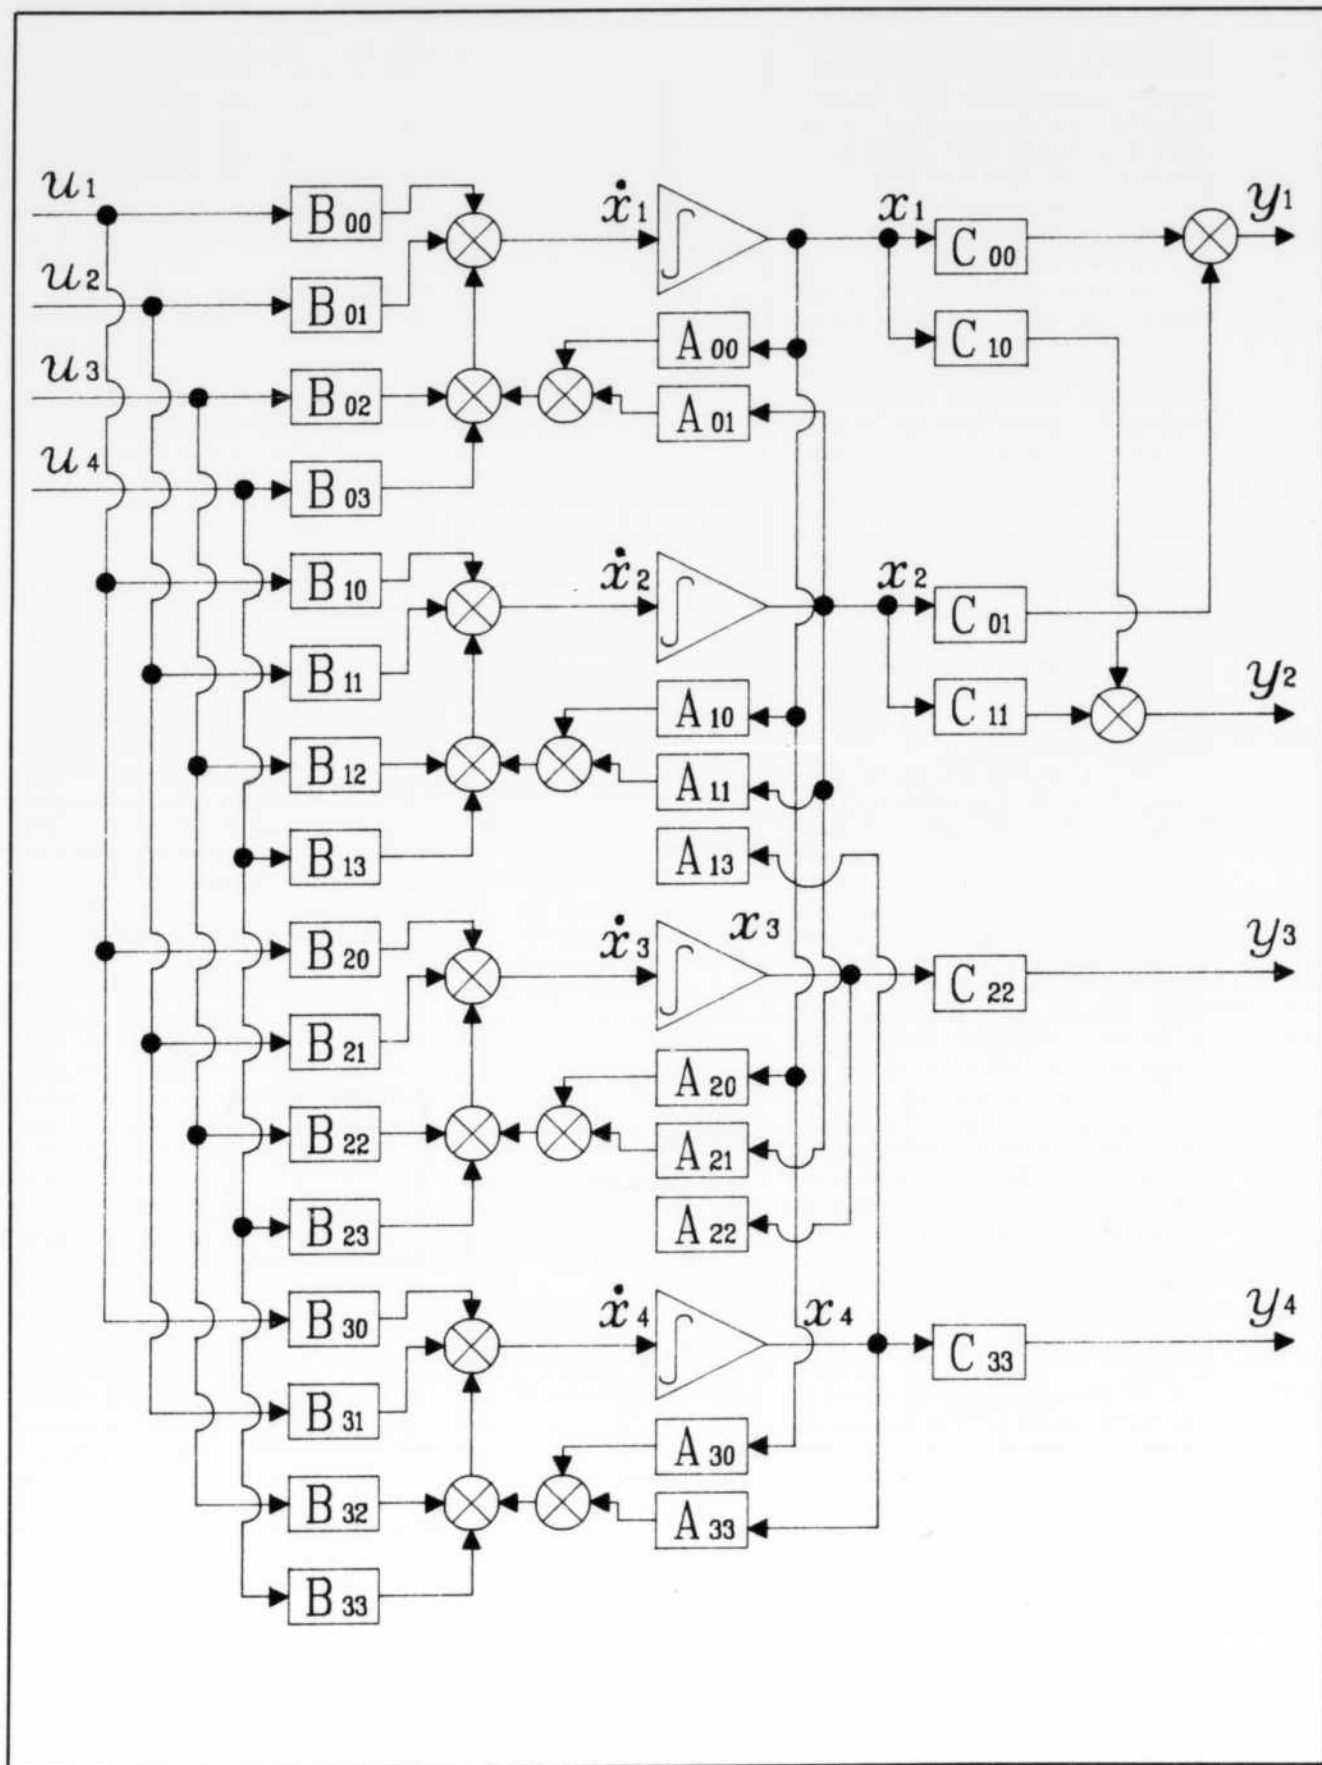 u1
B00
ẋ1
∫
x1
C00
y1
u2
B01
A00
C10
u3
B02
A01
u4
B03
B10
ẋ2
∫
x2
C01
B11
A10
C11
y2
B12
A11
B13
A13
B20
ẋ3
∫
x3
C22
y3
B21
A20
B22
A21
B23
A22
B30
ẋ4
∫
x4
C33
y4
B31
A30
B32
A33
B33